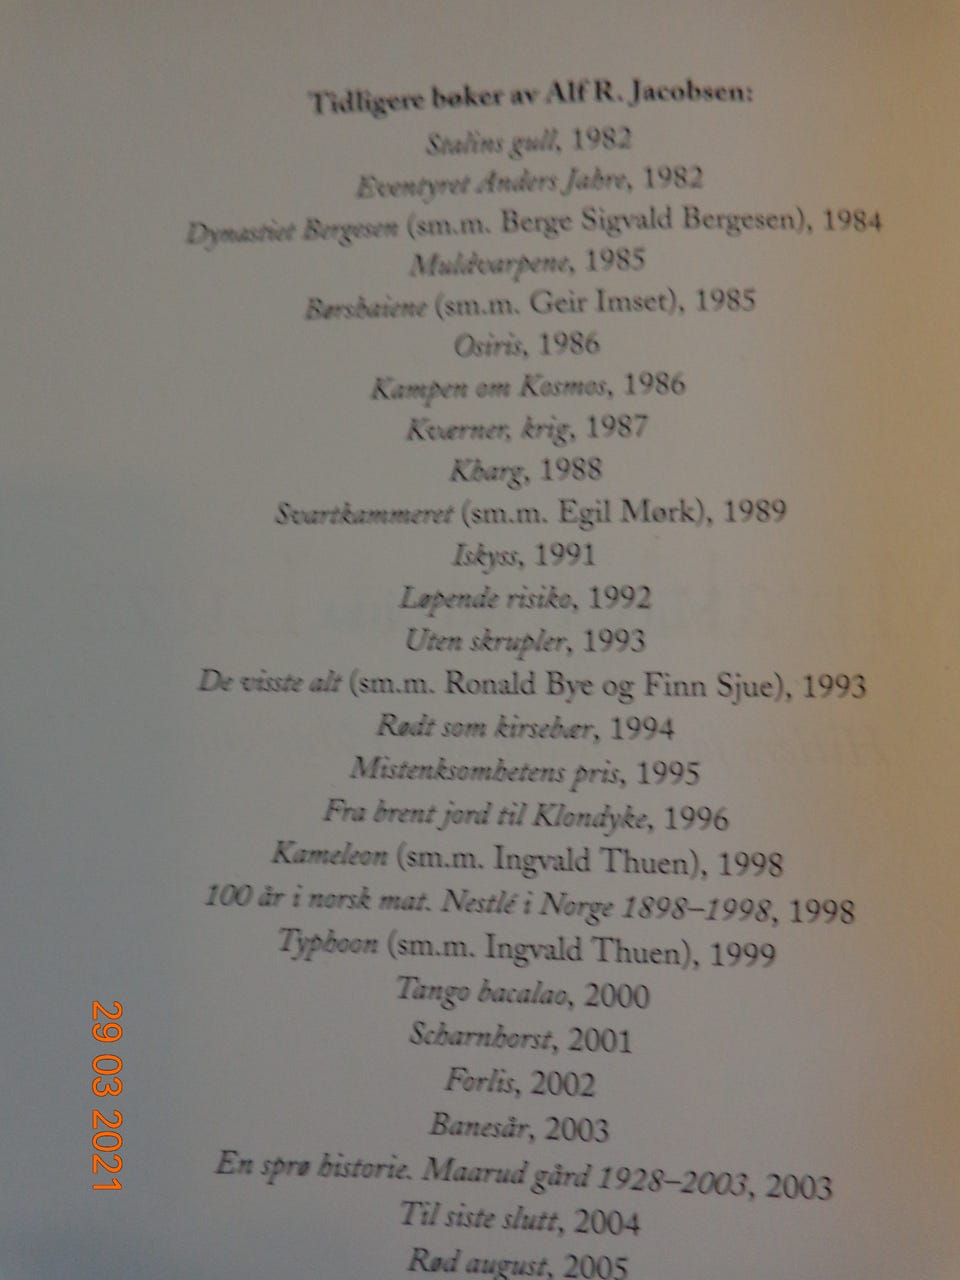 Tidligere bøker av Alf R. Jacobsen:
Stalins gull, 1982
Eventyret Anders Jahre, 1982
Dynastiet Bergesen (sm.m. Berge Sigvald Bergesen), 1984
Muldvarpene, 1985
Børshaiene (sm.m. Geir Imset), 1985
Osiris, 1986
Kampen om Kosmos, 1986
Kværner, krig, 1987
Kharg, 1988
Svartkammeret (sm.m. Egil Mørk), 1989
Iskyss, 1991
Løpende risiko, 1992
Uten skrupler, 1993
De visste alt (sm.m. Ronald Bye og Finn Sjue), 1993
Rødt som kirsebær, 1994
Mistenksomhetens pris, 1995
Fra brent jord til Klondyke, 1996
Kameleon (sm.m. Ingvald Thuen), 1998
100 år i norsk mat. Nestlé i Norge 1898–1998, 1998
Typhoon (sm.m. Ingvald Thuen), 1999
Tango bacalao, 2000
Scharnhorst, 2001
Forlis, 2002
Banesår, 2003
En sprø historie. Maarud gård 1928–2003, 2003
Til siste slutt, 2004
Rød august, 2005
29 03 2021